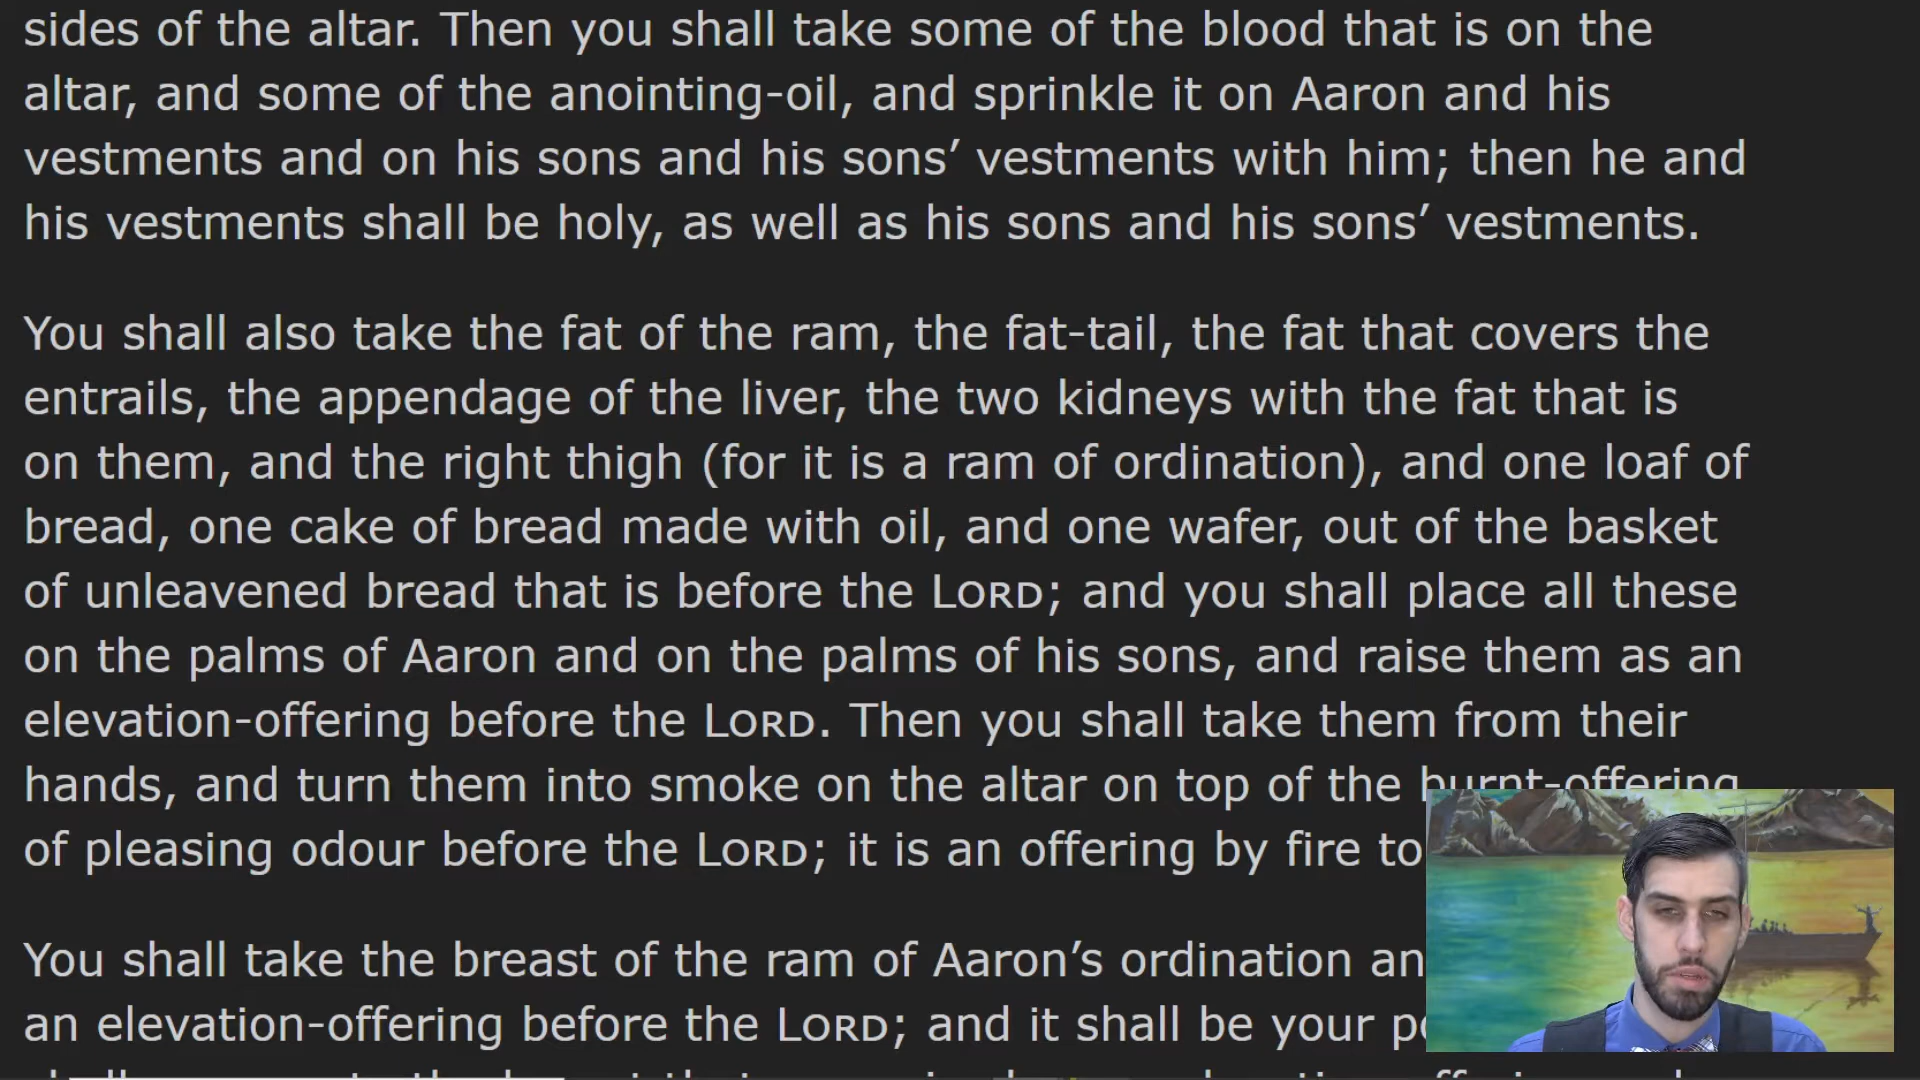 sides of the altar. Then you shall take some of the blood that is on the
altar, and some of the anointing-oil, and sprinkle it on Aaron and his
vestments and on his sons and his sons’ vestments with him; then he and
his vestments shall be holy, as well as his sons and his sons’ vestments.
You shall also take the fat of the ram, the fat-tail, the fat that covers the
entrails, the appendage of the liver, the two kidneys with the fat that is
on them, and the right thigh (for it is a ram of ordination), and one loaf of
bread, one cake of bread made with oil, and one wafer, out of the basket
of unleavened bread that is before the LORD; and you shall place all these
on the palms of Aaron and on the palms of his sons, and raise them as an
elevation-offering before the LORD. Then you shall take them from their
hands, and turn them into smoke on the altar on top of the burnt-offering
of pleasing odour before the LORD; it is an offering by fire to
You shall take the breast of the ram of Aaron’s ordination an
an elevation-offering before the LORD; and it shall be your